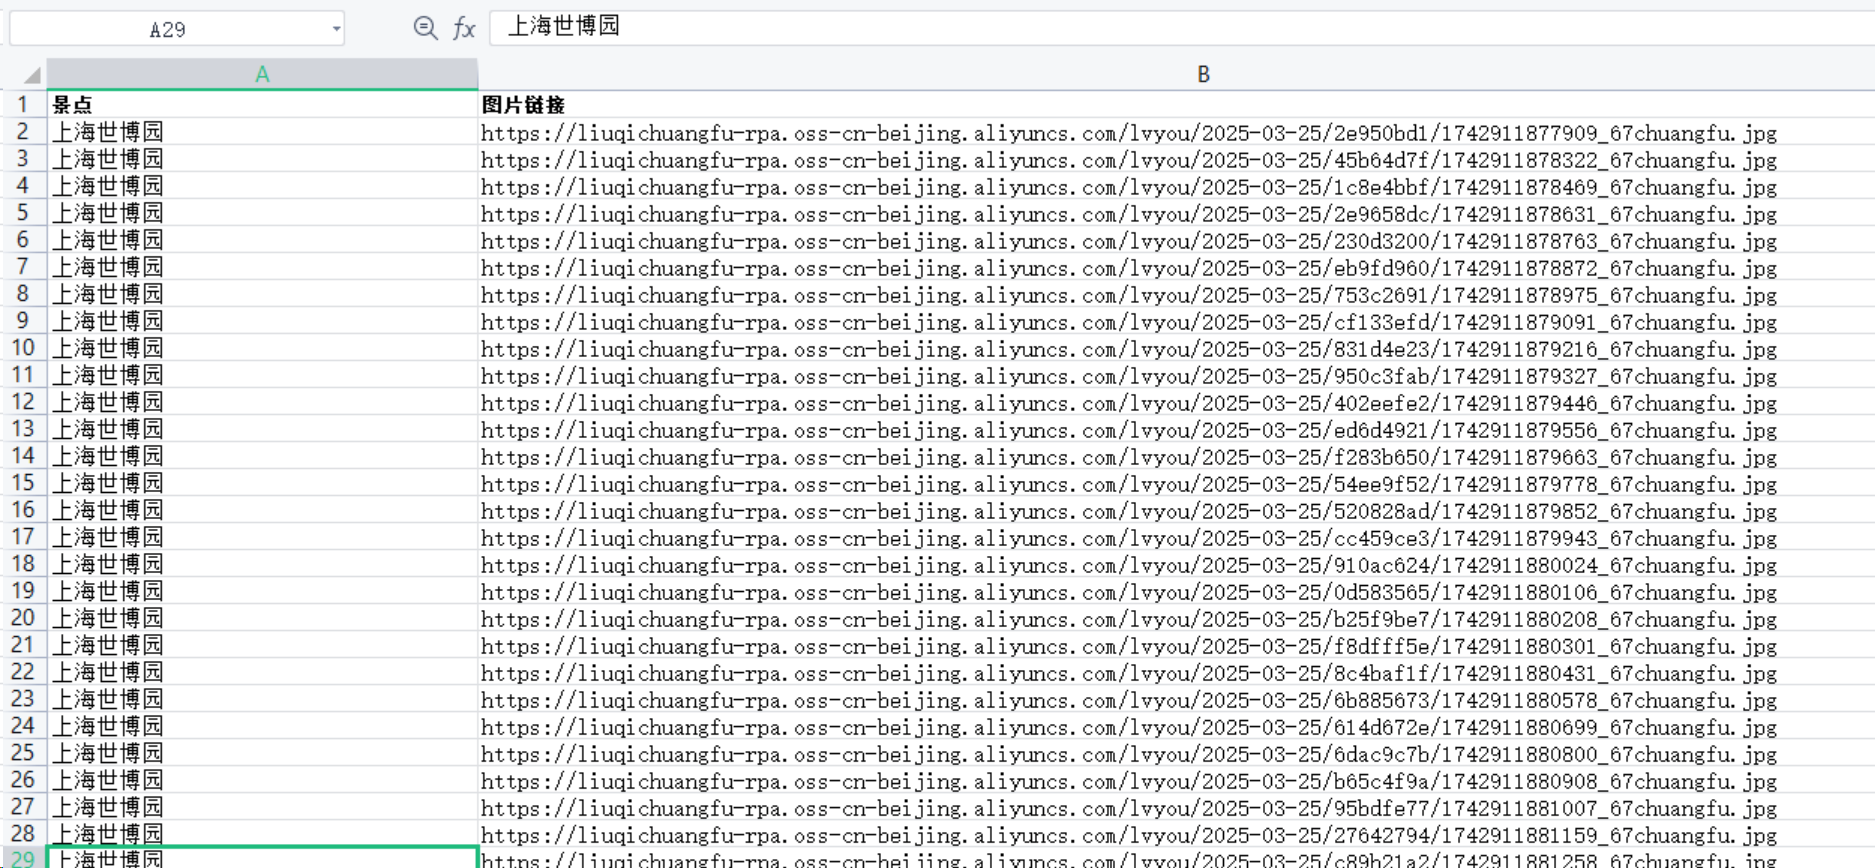 A29 fx 上海世博园
A B
1 景点 图片链接
2 上海世博园 https://liuqichuangfu-rpa.oss-cn-beijing.aliyuncs.com/lvyou/2025-03-25/2e950bd1/1742911877909_67chuangfu.jpg
3 上海世博园 https://liuqichuangfu-rpa.oss-cn-beijing.aliyuncs.com/lvyou/2025-03-25/45b64d7f/1742911878322_67chuangfu.jpg
4 上海世博园 https://liuqichuangfu-rpa.oss-cn-beijing.aliyuncs.com/lvyou/2025-03-25/1c8e4bbf/1742911878469_67chuangfu.jpg
5 上海世博园 https://liuqichuangfu-rpa.oss-cn-beijing.aliyuncs.com/lvyou/2025-03-25/2e9658dc/1742911878631_67chuangfu.jpg
6 上海世博园 https://liuqichuangfu-rpa.oss-cn-beijing.aliyuncs.com/lvyou/2025-03-25/230d3200/1742911878763_67chuangfu.jpg
7 上海世博园 https://liuqichuangfu-rpa.oss-cn-beijing.aliyuncs.com/lvyou/2025-03-25/eb9fd960/1742911878872_67chuangfu.jpg
8 上海世博园 https://liuqichuangfu-rpa.oss-cn-beijing.aliyuncs.com/lvyou/2025-03-25/753c2691/1742911878975_67chuangfu.jpg
9 上海世博园 https://liuqichuangfu-rpa.oss-cn-beijing.aliyuncs.com/lvyou/2025-03-25/cf133efd/1742911879091_67chuangfu.jpg
10 上海世博园 https://liuqichuangfu-rpa.oss-cn-beijing.aliyuncs.com/lvyou/2025-03-25/831d4e23/1742911879216_67chuangfu.jpg
11 上海世博园 https://liuqichuangfu-rpa.oss-cn-beijing.aliyuncs.com/lvyou/2025-03-25/950c3fab/1742911879327_67chuangfu.jpg
12 上海世博园 https://liuqichuangfu-rpa.oss-cn-beijing.aliyuncs.com/lvyou/2025-03-25/402eefe2/1742911879446_67chuangfu.jpg
13 上海世博园 https://liuqichuangfu-rpa.oss-cn-beijing.aliyuncs.com/lvyou/2025-03-25/ed6d4921/1742911879556_67chuangfu.jpg
14 上海世博园 https://liuqichuangfu-rpa.oss-cn-beijing.aliyuncs.com/lvyou/2025-03-25/f283b650/1742911879663_67chuangfu.jpg
15 上海世博园 https://liuqichuangfu-rpa.oss-cn-beijing.aliyuncs.com/lvyou/2025-03-25/54ee9f52/1742911879778_67chuangfu.jpg
16 上海世博园 https://liuqichuangfu-rpa.oss-cn-beijing.aliyuncs.com/lvyou/2025-03-25/520828ad/1742911879852_67chuangfu.jpg
17 上海世博园 https://liuqichuangfu-rpa.oss-cn-beijing.aliyuncs.com/lvyou/2025-03-25/cc459ce3/1742911879943_67chuangfu.jpg
18 上海世博园 https://liuqichuangfu-rpa.oss-cn-beijing.aliyuncs.com/lvyou/2025-03-25/910ac624/1742911880024_67chuangfu.jpg
19 上海世博园 https://liuqichuangfu-rpa.oss-cn-beijing.aliyuncs.com/lvyou/2025-03-25/0d583565/1742911880106_67chuangfu.jpg
20 上海世博园 https://liuqichuangfu-rpa.oss-cn-beijing.aliyuncs.com/lvyou/2025-03-25/b25f9be7/1742911880208_67chuangfu.jpg
21 上海世博园 https://liuqichuangfu-rpa.oss-cn-beijing.aliyuncs.com/lvyou/2025-03-25/f8dfff5e/1742911880301_67chuangfu.jpg
22 上海世博园 https://liuqichuangfu-rpa.oss-cn-beijing.aliyuncs.com/lvyou/2025-03-25/8c4baf1f/1742911880431_67chuangfu.jpg
23 上海世博园 https://liuqichuangfu-rpa.oss-cn-beijing.aliyuncs.com/lvyou/2025-03-25/6b885673/1742911880578_67chuangfu.jpg
24 上海世博园 https://liuqichuangfu-rpa.oss-cn-beijing.aliyuncs.com/lvyou/2025-03-25/614d672e/1742911880699_67chuangfu.jpg
25 上海世博园 https://liuqichuangfu-rpa.oss-cn-beijing.aliyuncs.com/lvyou/2025-03-25/6dac9c7b/1742911880800_67chuangfu.jpg
26 上海世博园 https://liuqichuangfu-rpa.oss-cn-beijing.aliyuncs.com/lvyou/2025-03-25/b65c4f9a/1742911880908_67chuangfu.jpg
27 上海世博园 https://liuqichuangfu-rpa.oss-cn-beijing.aliyuncs.com/lvyou/2025-03-25/95bdfe77/1742911881007_67chuangfu.jpg
28 上海世博园 https://liuqichuangfu-rpa.oss-cn-beijing.aliyuncs.com/lvyou/2025-03-25/27642794/1742911881159_67chuangfu.jpg
29 上海世博园 https://liuqichuangfu-rpa.oss-cn-beijing.aliyuncs.com/lvyou/2025-03-25/c89b21a2/1742911881258_67chuangfu.jpg